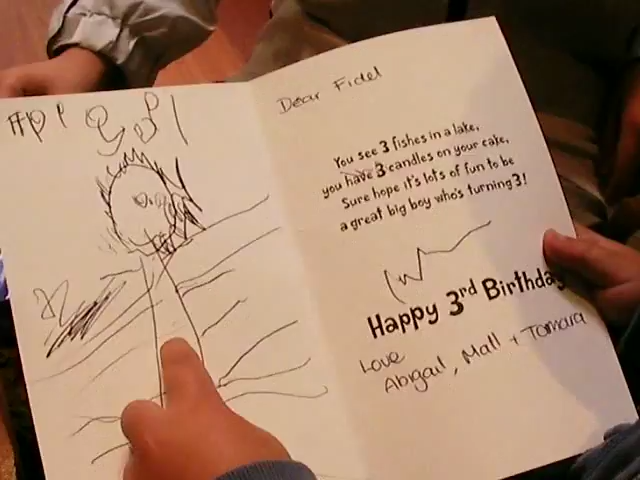 Dear Fidel
You see 3 fishes in a lake,
you have 3 candles on your cake,
Sure hope it's lots of fun to be
a great big boy who's turning 3!
Happy 3rd Birthday
Love
Abigail, Mall + Tamara